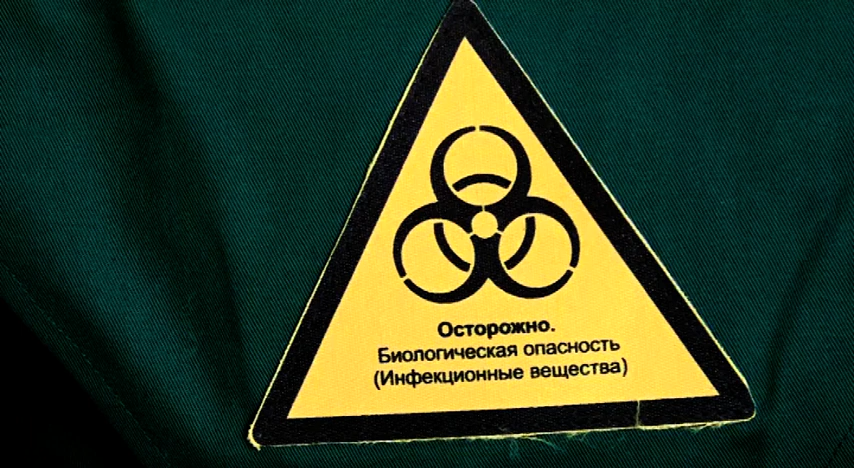 Осторожно.
Биологическая опасность
(Инфекционные вещества)